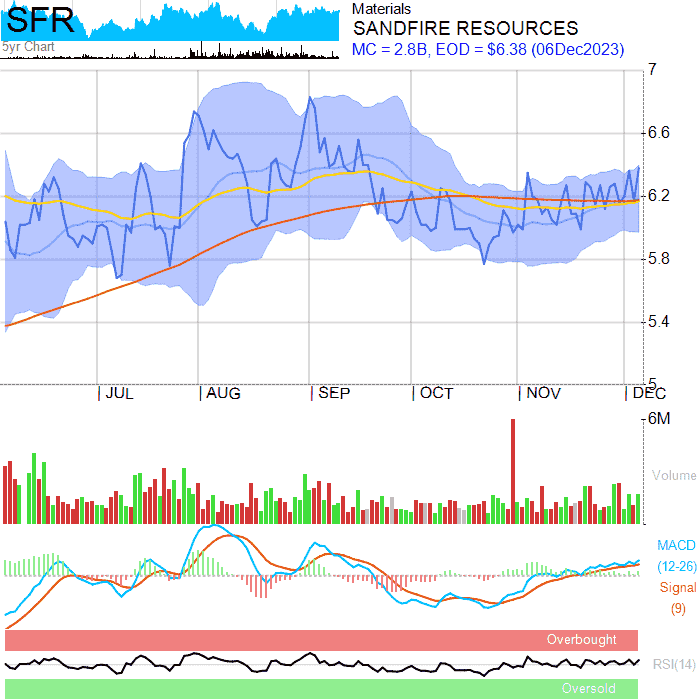 SFR
5yr Chart
Materials
SANDFIRE RESOURCES
MC = 2.8B, EOD = $6.38 (06Dec2023)
7
6.6
6.2
5.8
5.4
5
JUL
AUG
SEP
OCT
NOV
DEC
6M
Volume
MACD
(12-26)
Signal
(9)
Overbought
RSI(14)
Oversold